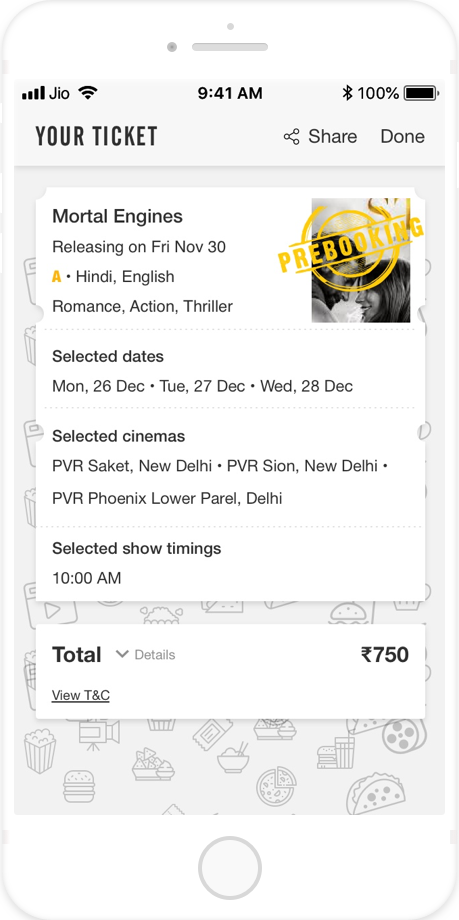 Jio 9:41 AM 100%
YOUR TICKET Share Done
Mortal Engines
Releasing on Fri Nov 30
A • Hindi, English
Romance, Action, Thriller
PREBOOKING
Selected dates
Mon, 26 Dec • Tue, 27 Dec • Wed, 28 Dec
Selected cinemas
PVR Saket, New Delhi • PVR Sion, New Delhi •
PVR Phoenix Lower Parel, Delhi
Selected show timings
10:00 AM
Total Details ₹750
View T&C